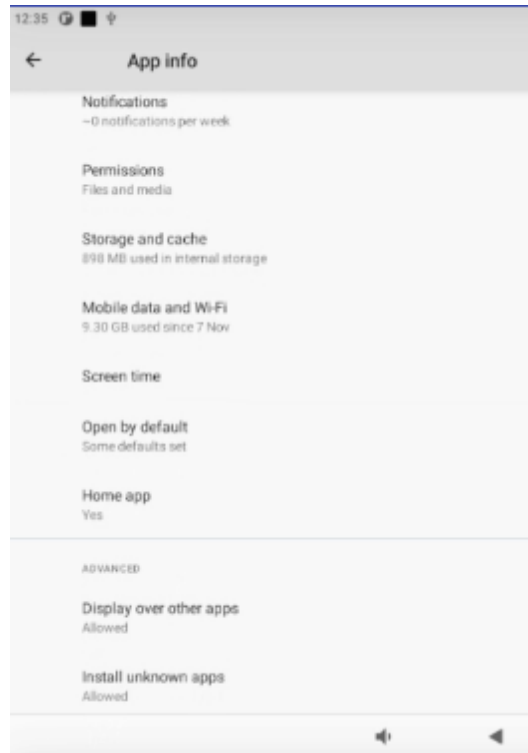 12:35
App info
Notifications
~0 notifications per week
Permissions
Files and media
Storage and cache
898 MB used in internal storage
Mobile data and Wi-Fi
9.30 GB used since 7 Nov
Screen time
Open by default
Some defaults set
Home app
Yes
ADVANCED
Display over other apps
Allowed
Install unknown apps
Allowed